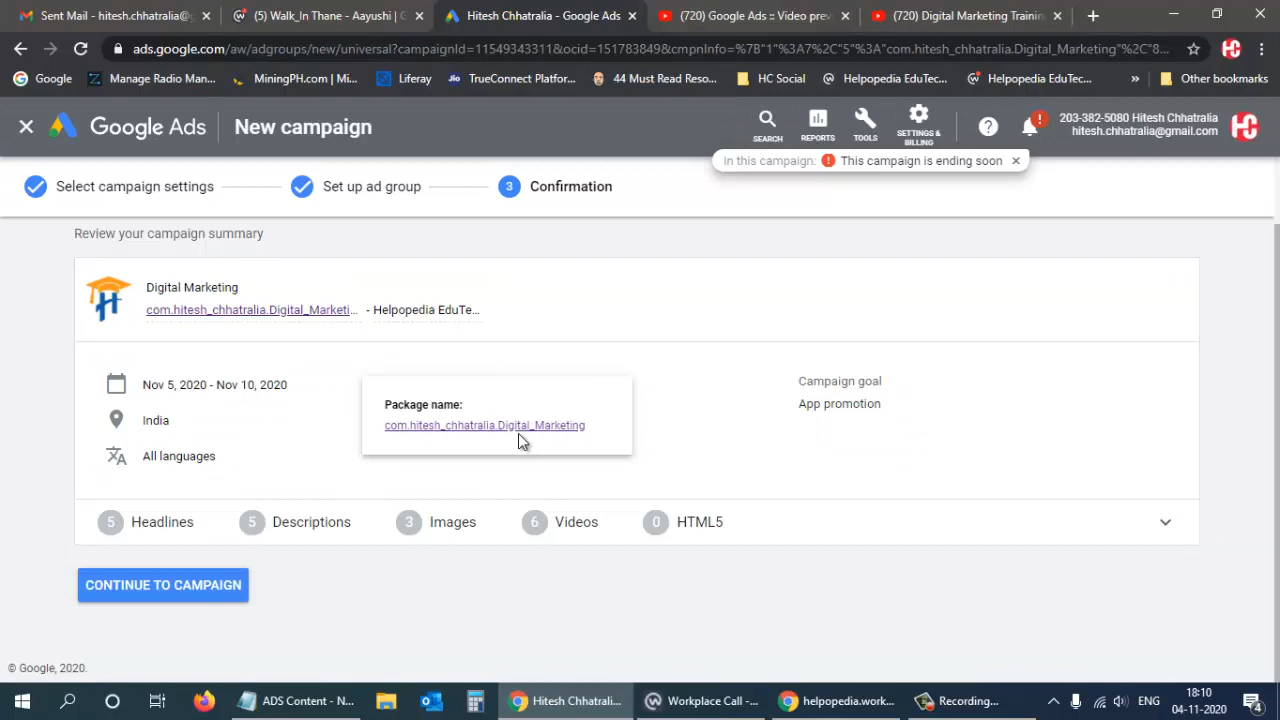 Sent Mail - hitesh.chhatralia@g
(5) Walk_In Thane - Aayushi | G
Hitesh Chhatralia - Google Ads
(720) Google Ads :: Video prev
(720) Digital Marketing Trainin
ads.google.com/aw/adgroups/new/universal?campaignId=11549343311&ocid=151783849&cmpnInfo=%7B"1"%3A7%2C"5"%3A"com.hitesh_chhatralia.Digital_Marketing"%2C"8...
Google
Manage Radio Man...
MiningPH.com | Mi...
Liferay
TrueConnect Platfor...
44 Must Read Resou...
HC Social
Helpopedia EduTec...
Helpopedia EduTec...
»
Other bookmarks
Google Ads
New campaign
SEARCH
REPORTS
TOOLS
SETTINGS & BILLING
203-382-5080 Hitesh Chhatralia
hitesh.chhatralia@gmail.com
In this campaign: This campaign is ending soon
Select campaign settings
Set up ad group
3 Confirmation
Review your campaign summary
Digital Marketing
com.hitesh_chhatralia.Digital_Marketi... - Helpopedia EduTe...
Nov 5, 2020 - Nov 10, 2020
India
All languages
Package name:
com.hitesh_chhatralia.Digital_Marketing
Campaign goal
App promotion
5 Headlines
5 Descriptions
3 Images
6 Videos
0 HTML5
CONTINUE TO CAMPAIGN
© Google, 2020.
ADS Content - N...
Hitesh Chhatrali...
Workplace Call -...
helpopedia.work...
Recording...
ENG
18:10
04-11-2020
4